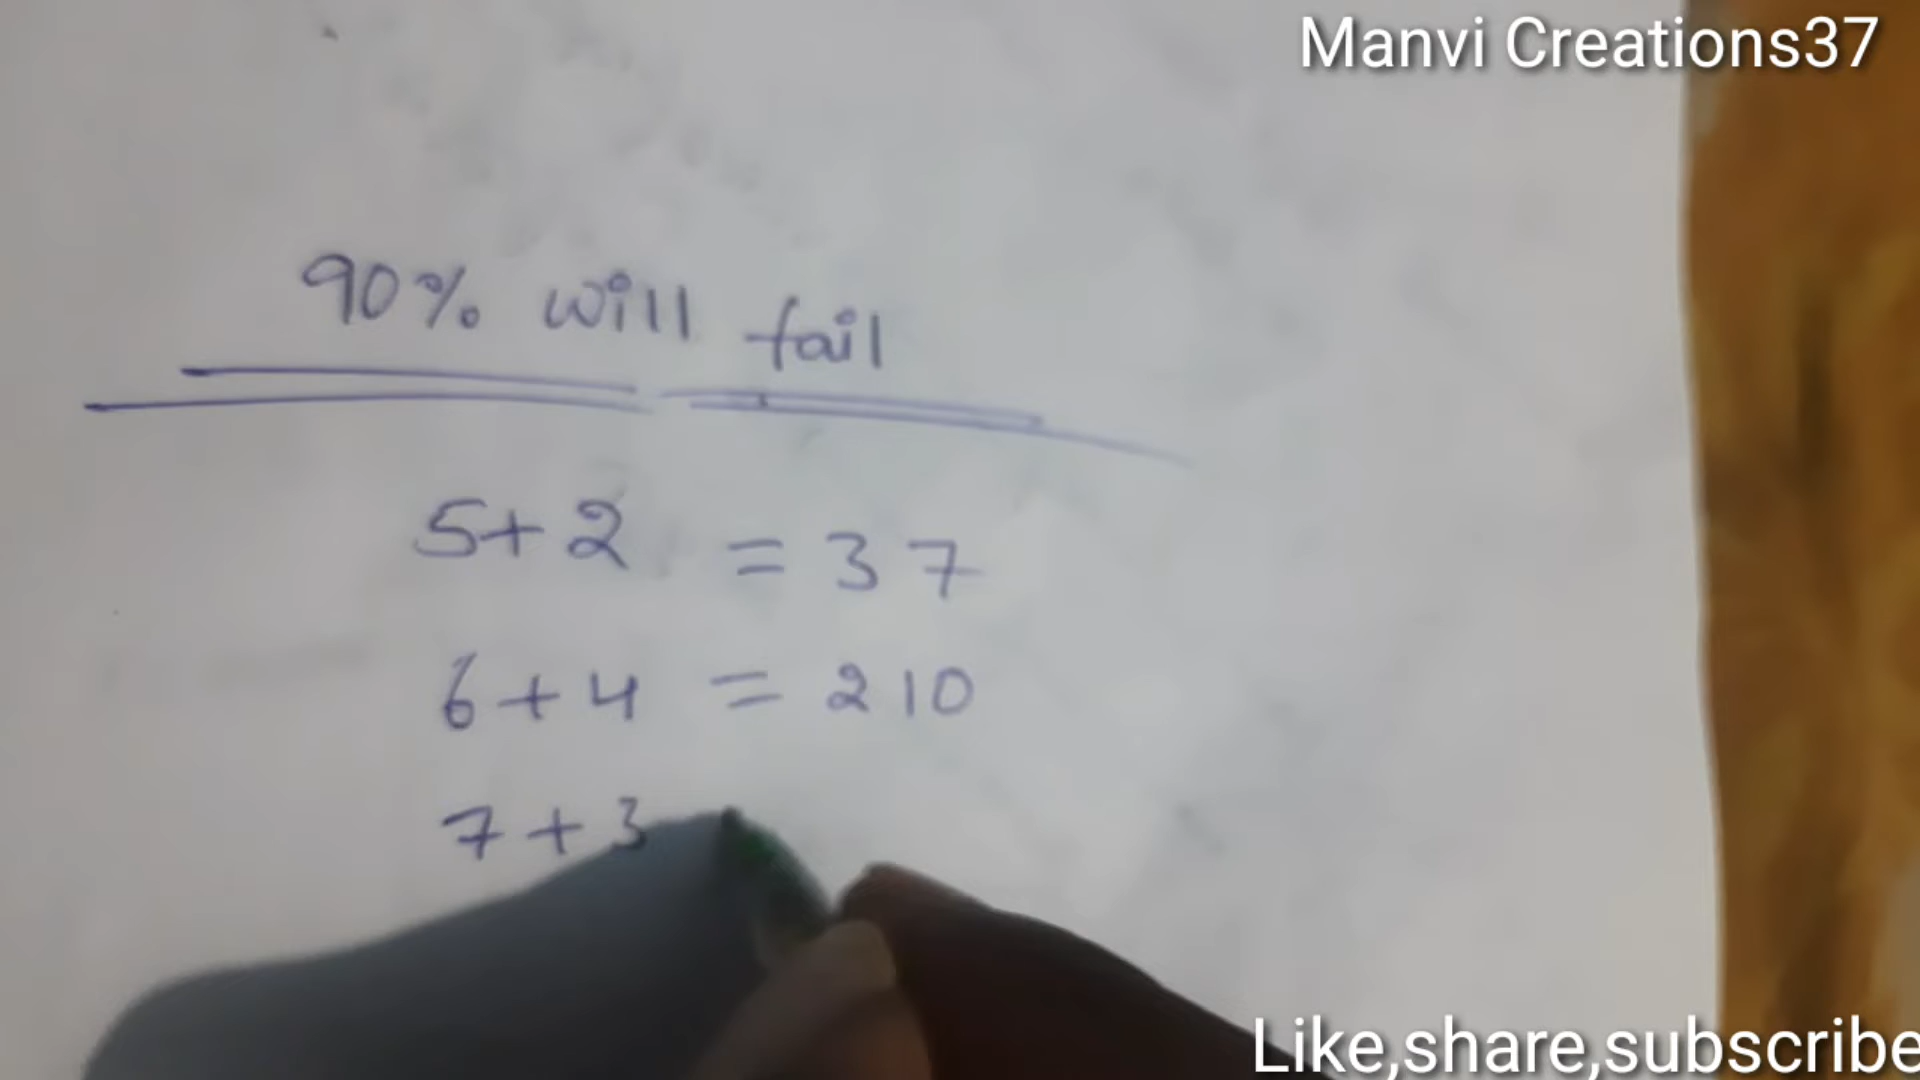 Manvi Creations37
90% will fail
5+2 = 37
6+4 = 210
7+3
Like,share,subscribe